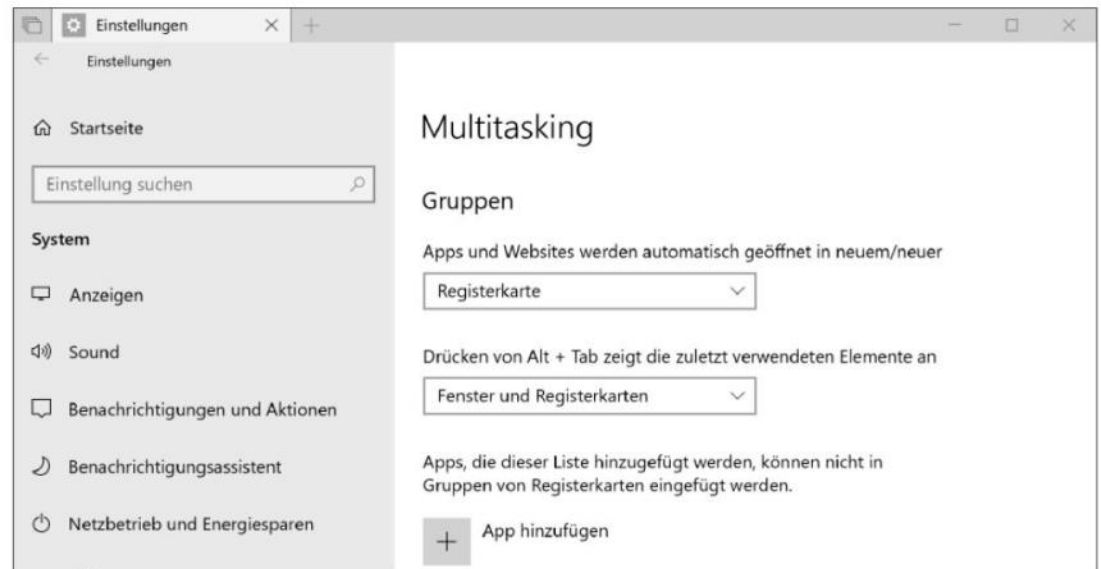 Einstellungen
Einstellungen
Startseite
Einstellung suchen
System
Anzeigen
Sound
Benachrichtigungen und Aktionen
Benachrichtigungsassistent
Netzbetrieb und Energiesparen
Multitasking
Gruppen
Apps und Websites werden automatisch geöffnet in neuem/neuer
Registerkarte
Drücken von Alt + Tab zeigt die zuletzt verwendeten Elemente an
Fenster und Registerkarten
Apps, die dieser Liste hinzugefügt werden, können nicht in
Gruppen von Registerkarten eingefügt werden.
App hinzufügen